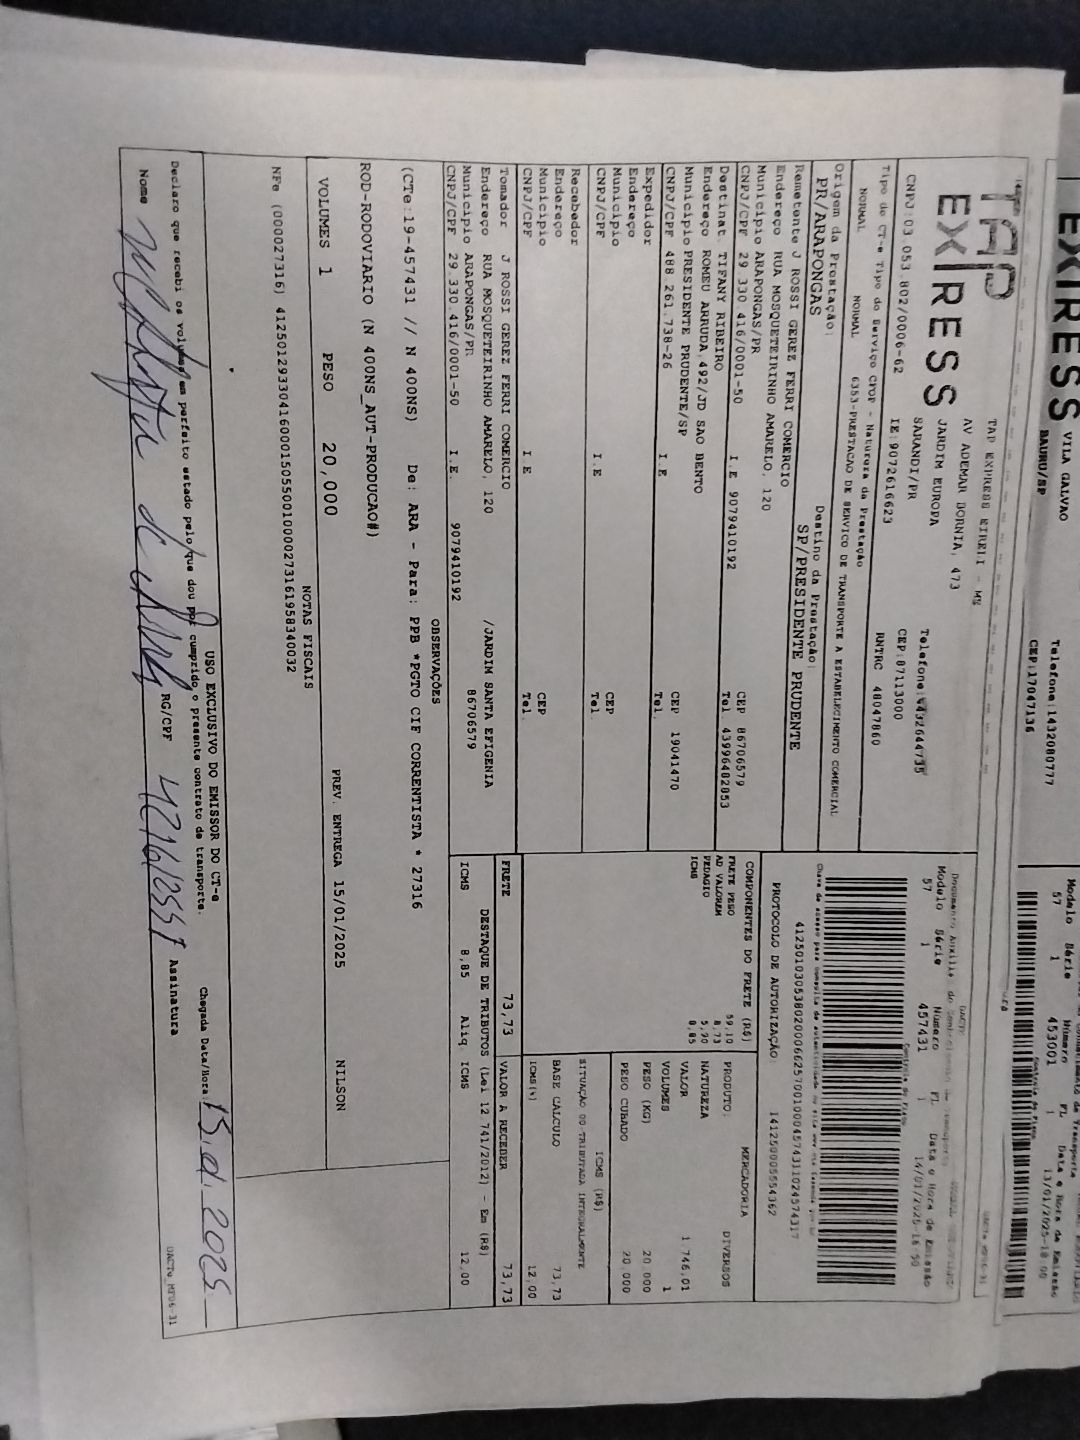 EXPRESS
VILA GALVAO
BAURU/SP
Telefone:1432080777
CEP:17047136
Modelo Série Número FL Data e Hora de Emissão
57 1 453001 1 13/01/2025-18:00
TAP
EXPRESS
TAP EXPRESS EIRELI - ME
AV ADEMAR BORNIA, 473
JARDIM EUROPA
SARANDI/PR
CNPJ:03.053.802/0006-62
IE:9072616623
CEP:87113000
RNTRC 48047860
DACTE
Modelo Série Número FL Data e Hora de Emissão
57 1 457431 1 14/01/2025-16:50
Controle do Fisco
Tipo do CT-e Tipo do Serviço CFOP - Natureza da Prestação
NORMAL NORMAL 6353-PRESTACAO DE SERVICO DE TRANSPORTE A ESTABELECIMENTO COMERCIAL
Origem da Prestação:
PR/ARAPONGAS
Destino da Prestação:
SP/PRESIDENTE PRUDENTE
PROTOCOLO DE AUTORIZAÇÃO
Remetente J ROSSI GEREZ FERRI COMERCIO
Endereço RUA MOSQUETEIRINHO AMARELO, 120
Municipio ARAPONGAS/PR CEP 86706579
CNPJ/CPF 29.330.416/0001-50 I.E 9079410192 Tel. 43996482853
Destinat. TIFANY RIBEIRO
Endereço ROMEU ARRUDA,492/JD SAO BENTO
Municipio PRESIDENTE PRUDENTE/SP CEP 19041470
CNPJ/CPF 488.261.738-26 I.E Tel.
Expedidor
Endereço
Municipio CEP
CNPJ/CPF I.E Tel.
Recebedor
Endereço
Municipio CEP
CNPJ/CPF I.E Tel.
Tomador J ROSSI GEREZ FERRI COMERCIO
Endereço RUA MOSQUETEIRINHO AMARELO, 120 /JARDIM SANTA EFIGENIA
Municipio ARAPONGAS/PR 86706579
CNPJ/CPF 29.330.416/0001-50 I.E. 9079410192
COMPONENTES DO FRETE (R$)
FRETE PESO 59,10
AD VALOREM 8,73
PEDAGIO 5,90
ICMS 8,85
MERCADORIA
PRODUTO: DIVERSOS
NATUREZA
VALOR 1.746,01
VOLUMES 1
PESO (KG) 20,000
PESO CUBADO 20,000
ICMS (R$)
SITUAÇÃO 00-TRIBUTADA INTEGRALMENTE
BASE CALCULO 73,73
ICMS(%) 12,00
FRETE 73,73 VALOR A RECEBER 73,73
DESTAQUE DE TRIBUTOS (Lei 12.741/2012) - Em (R$)
ICMS 8,85 Aliq ICMS 12,00
OBSERVAÇÕES
(CTe:19-457431 // N 400NS) De: ARA - Para: PPB *PGTO CIF CORRENTISTA * 27316
ROD-RODOVIARIO (N 400NS_AUT-PRODUCAO#)
VOLUMES 1 PESO 20,000 PREV. ENTREGA 15/01/2025 NILSON
NOTAS FISCAIS
NFe (000027316) 41250129330416000150550010000273161958340032
USO EXCLUSIVO DO EMISSOR DO CT-e
Declaro que recebi os volumes em perfeito estado pelo que dou por cumprido o presente contrato de transporte. Chegada Data/Hora: 15.01.2025
Nome RG/CPF Assinatura
DACTe_MF06-31